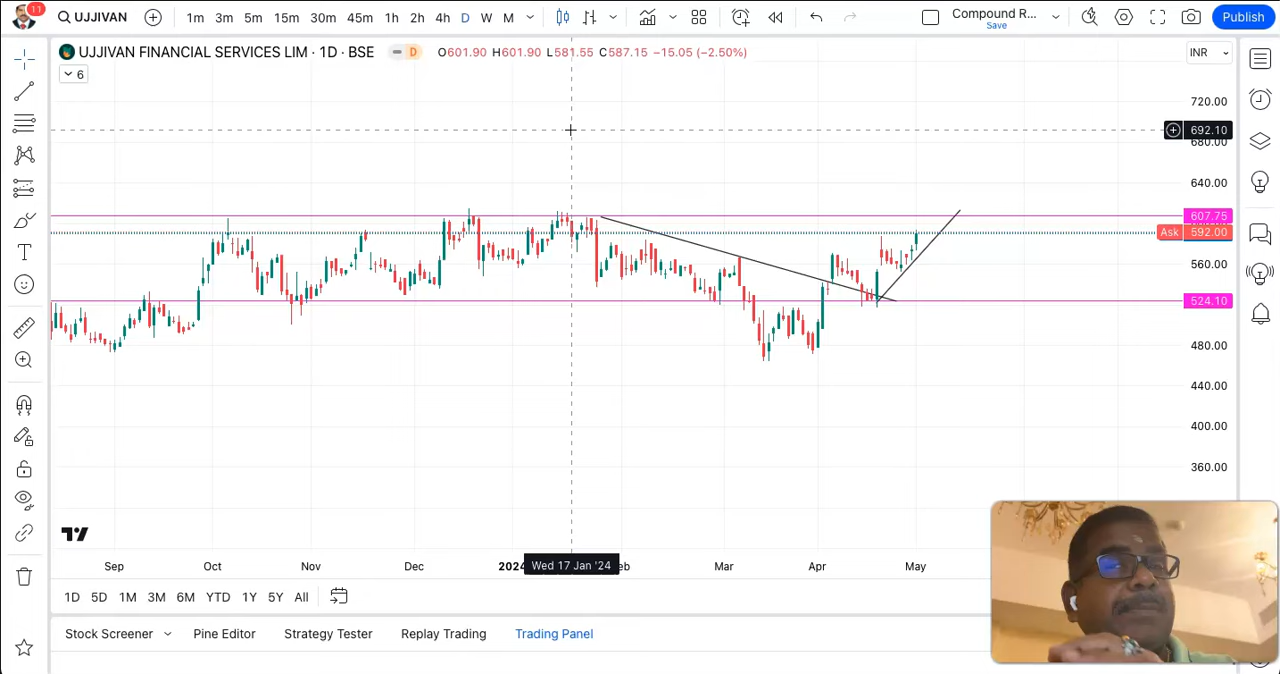 11
UJJIVAN
1m 3m 5m 15m 30m 45m 1h 2h 4h D W M
Compound R...
Save
Publish
UJJIVAN FINANCIAL SERVICES LIM · 1D · BSE
D
O601.90 H601.90 L581.55 C587.15 −15.05 (−2.50%)
INR
6
720.00
692.10
680.00
640.00
607.75
Ask 592.00
560.00
524.10
480.00
440.00
400.00
360.00
Sep Oct Nov Dec 2024 Wed 17 Jan '24 eb Mar Apr May
1D 5D 1M 3M 6M YTD 1Y 5Y All
Stock Screener Pine Editor Strategy Tester Replay Trading Trading Panel